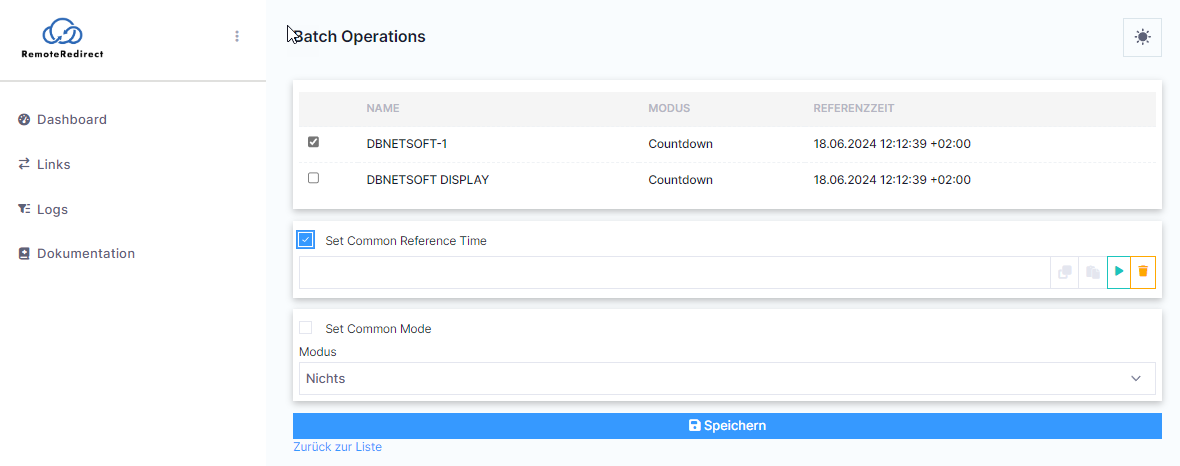 RemoteRedirect
Batch Operations
Dashboard
Links
Logs
Dokumentation
NAME MODUS REFERENZZEIT
DBNETSOFT-1 Countdown 18.06.2024 12:12:39 +02:00
DBNETSOFT DISPLAY Countdown 18.06.2024 12:12:39 +02:00
Set Common Reference Time
Set Common Mode
Modus
Nichts
Speichern
Zurück zur Liste